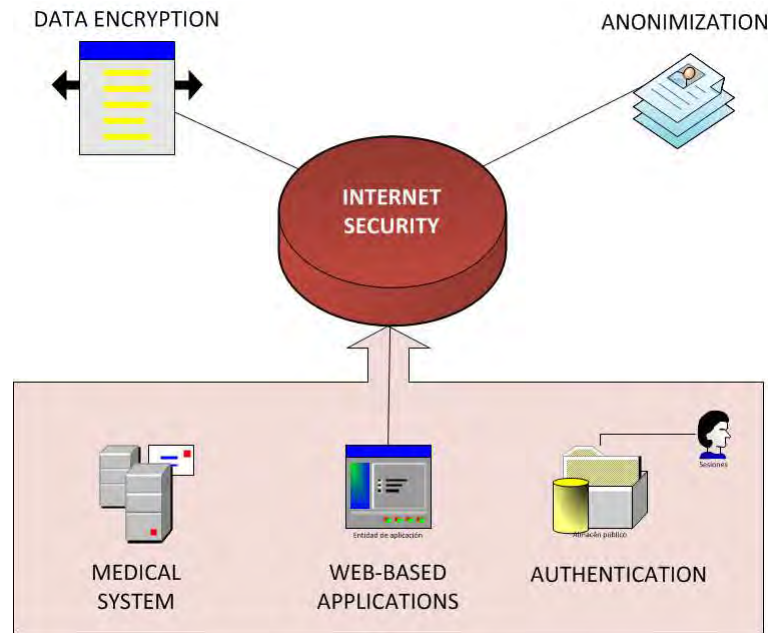 DATA ENCRYPTION
ANONIMIZATION
INTERNET
SECURITY
Sesiones
Entidad de aplicación
Almacén público
MEDICAL
SYSTEM
WEB-BASED
APPLICATIONS
AUTHENTICATION